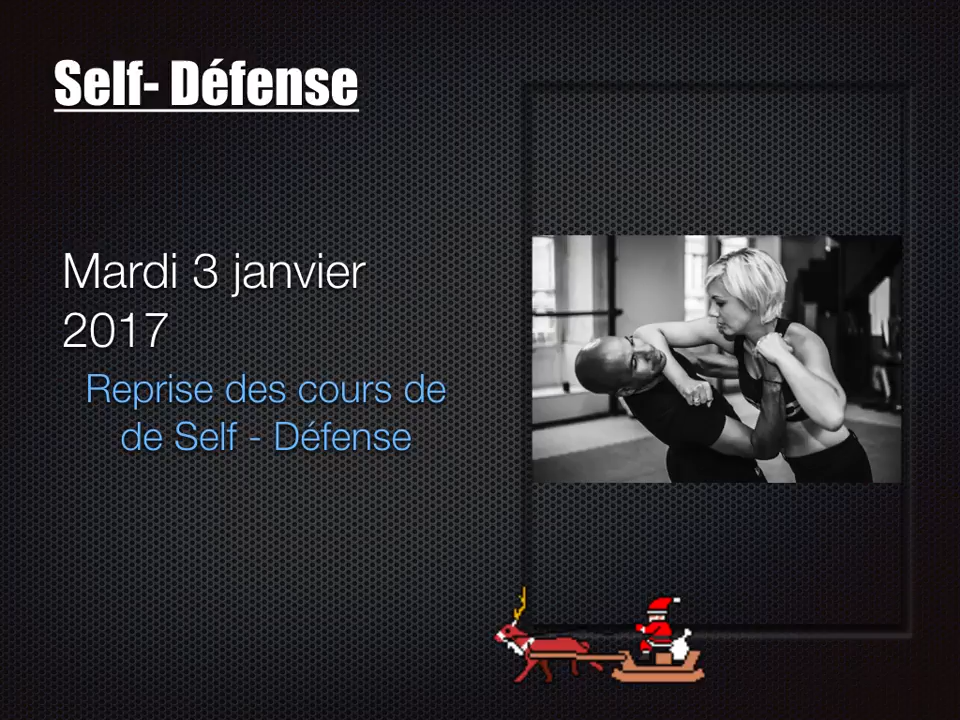 Self- Défense
Mardi 3 janvier
2017
Reprise des cours de
de Self - Défense